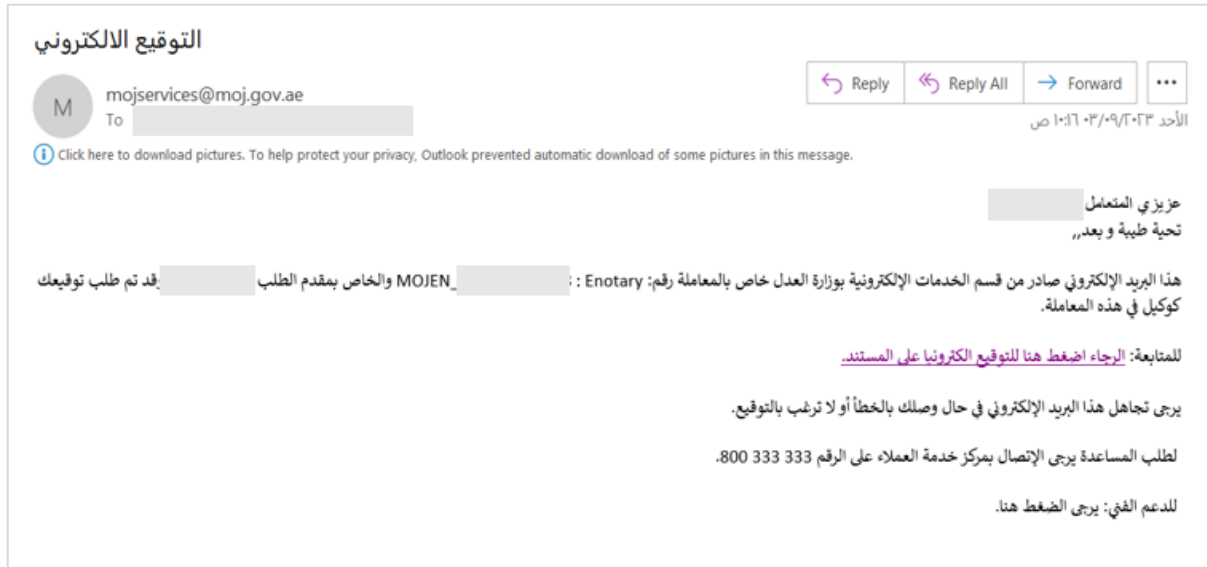 التوقيع الالكتروني
M
mojservices@moj.gov.ae
To
Reply
Reply All
Forward
...
الأحد ٠٣/٠٩/٢٠٢٣ ١٠:١٦ ص
Click here to download pictures. To help protect your privacy, Outlook prevented automatic download of some pictures in this message.
عزيزي المتعامل
تحية طيبة و بعد,,
هذا البريد الإلكتروني صادر من قسم الخدمات الإلكترونية بوزارة العدل خاص بالمعاملة رقم: Enotary : MOJEN_ والخاص بمقدم الطلب وقد تم طلب توقيعك
كوكيل في هذه المعاملة.
للمتابعة: الرجاء اضغط هنا للتوقيع الكترونيا على المستند.
يرجى تجاهل هذا البريد الإلكتروني في حال وصلك بالخطأ أو لا ترغب بالتوقيع.
لطلب المساعدة يرجى الإتصال بمركز خدمة العملاء على الرقم 333 333 800.
للدعم الفني: يرجى الضغط هنا.